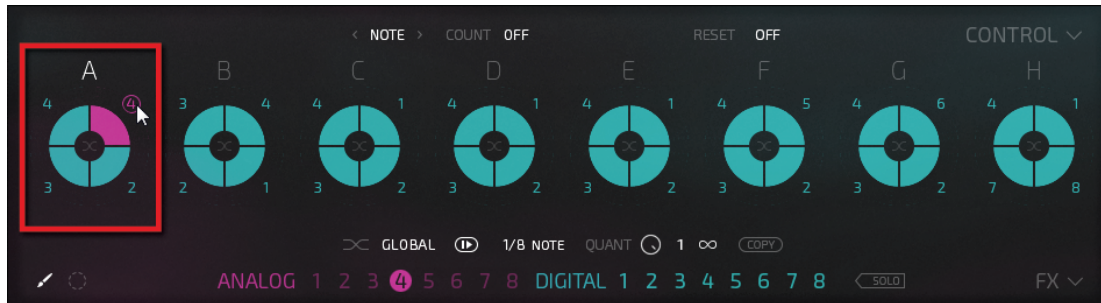 NOTE COUNT OFF RESET OFF CONTROL
A B C D E F G H
4 4 3 4 4 1 4 1 4 1 4 5 4 6 4 1
3 2 2 1 3 2 3 2 3 2 3 2 3 2 7 8
GLOBAL 1/8 NOTE QUANT 1 ∞ COPY
ANALOG 1 2 3 4 5 6 7 8 DIGITAL 1 2 3 4 5 6 7 8 SOLO FX